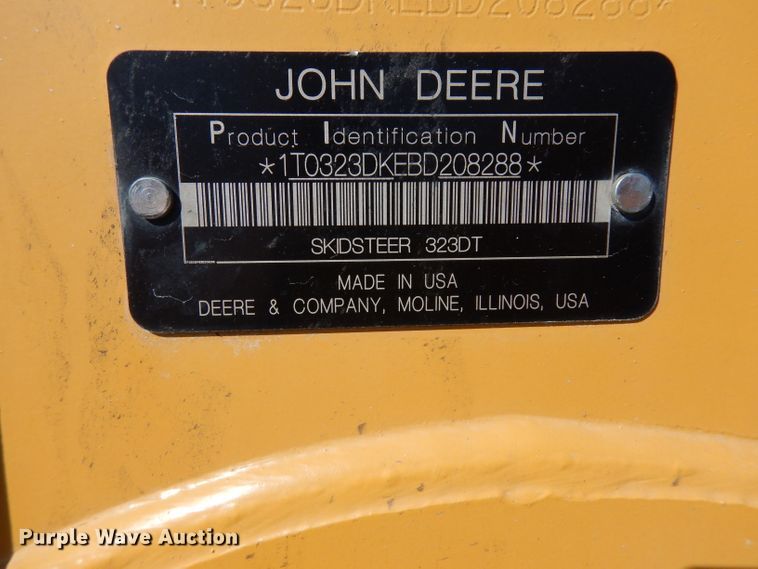 1T0323DKEBD208288*
JOHN DEERE
Product Identification Number
*1T0323DKEBD208288*
SKIDSTEER 323DT
MADE IN USA
DEERE & COMPANY, MOLINE, ILLINOIS, USA
Purple Wave Auction